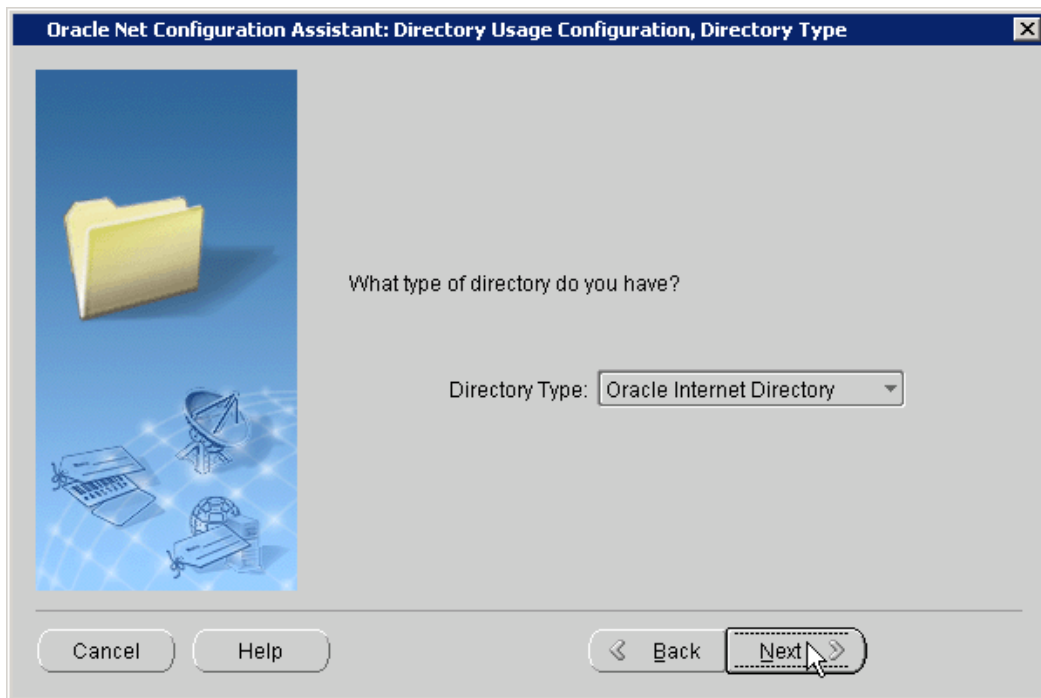 Oracle Net Configuration Assistant: Directory Usage Configuration, Directory Type
What type of directory do you have?
Directory Type: Oracle Internet Directory
Cancel Help Back Next